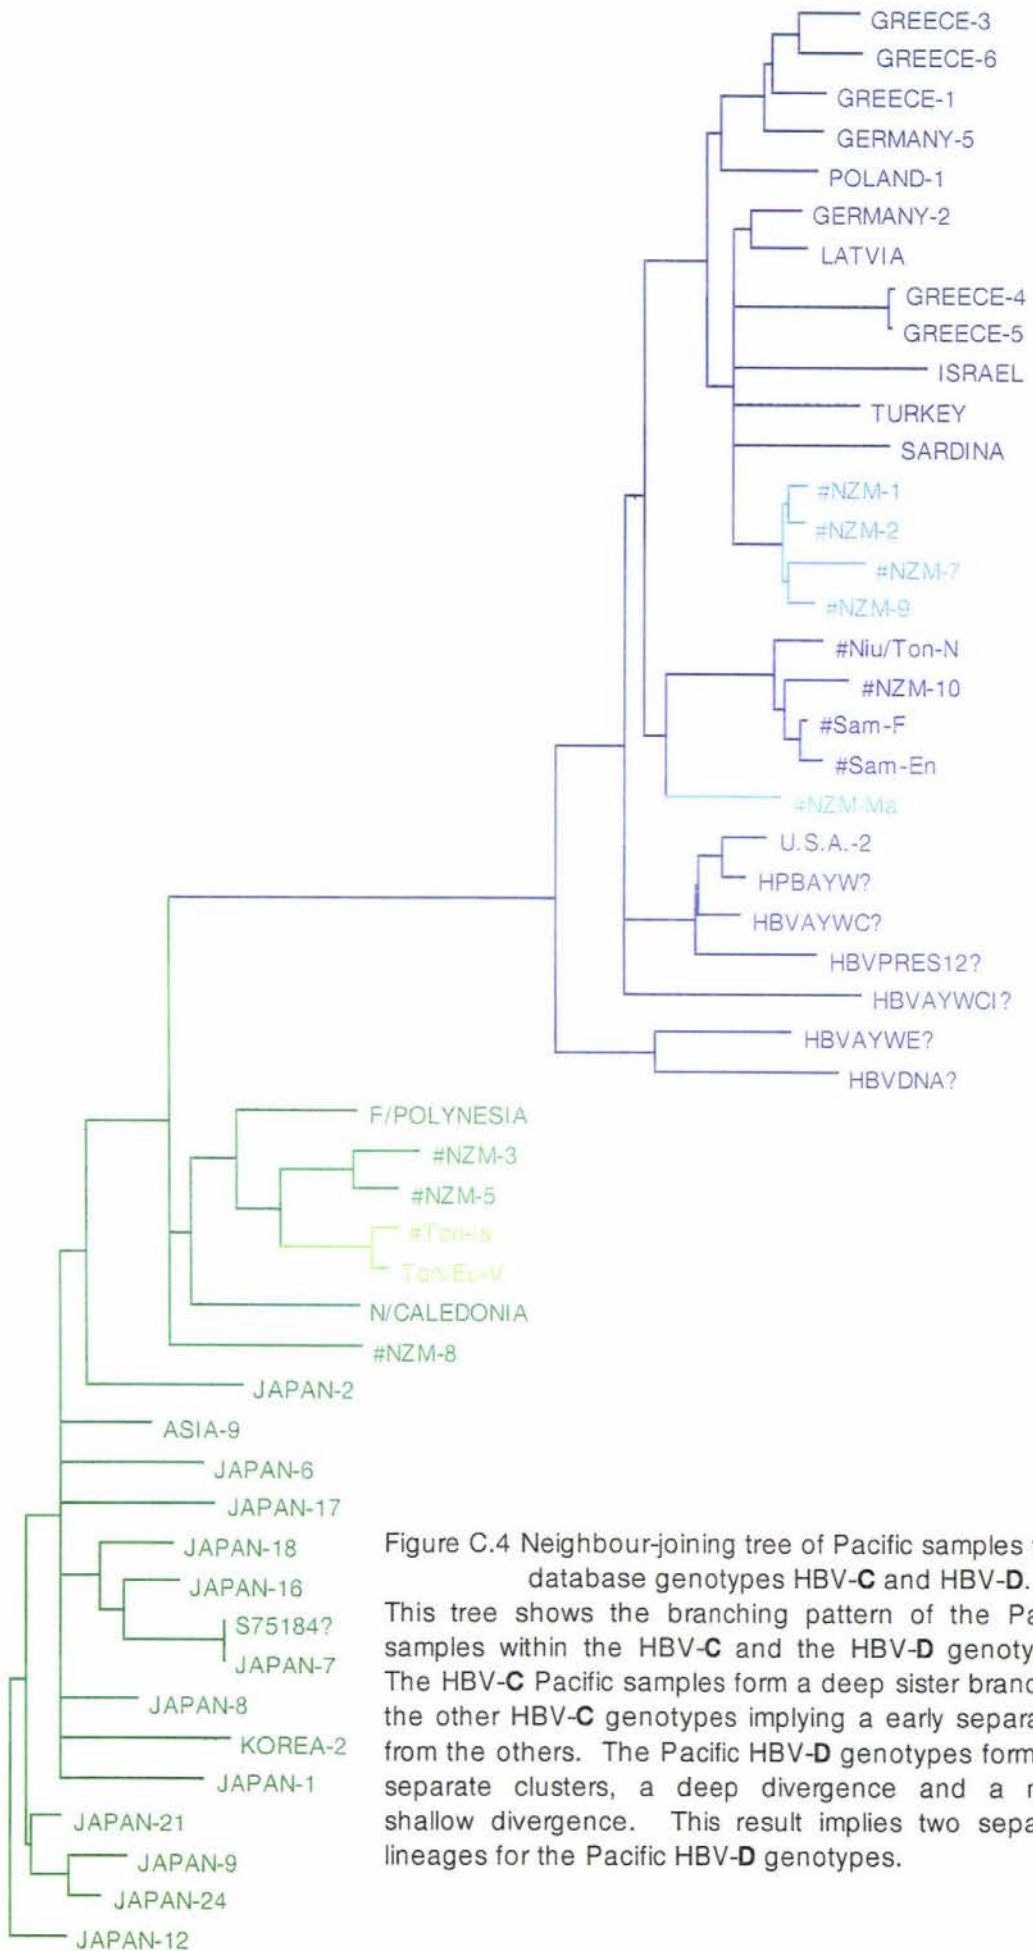 GREECE-3
GREECE-6
GREECE-1
GERMANY-5
POLAND-1
GERMANY-2
LATVIA
GREECE-4
GREECE-5
ISRAEL
TURKEY
SARDINA
#NZM-1
#NZM-2
#NZM-7
#NZM-9
#Niu/Ton-N
#NZM-10
#Sam-F
#Sam-En
#NZM-Ma
U.S.A.-2
HPBAYW?
HBVAYWC?
HBVPRES12?
HBVAYWCI?
HBVAYWE?
HBVDNA?
F/POLYNESIA
#NZM-3
#NZM-5
#Ton-Is
Ton/Eu-V
N/CALEDONIA
#NZM-8
JAPAN-2
ASIA-9
JAPAN-6
JAPAN-17
JAPAN-18
JAPAN-16
S75184?
JAPAN-7
JAPAN-8
KOREA-2
JAPAN-1
JAPAN-21
JAPAN-9
JAPAN-24
JAPAN-12
Figure C.4 Neighbour-joining tree of Pacific samples
database genotypes HBV-C and HBV-D.
This tree shows the branching pattern of the Pa
samples within the HBV-C and the HBV-D genoty
The HBV-C Pacific samples form a deep sister branc
the other HBV-C genotypes implying a early separa
from the others. The Pacific HBV-D genotypes form
separate clusters, a deep divergence and a
shallow divergence. This result implies two sepa
lineages for the Pacific HBV-D genotypes.